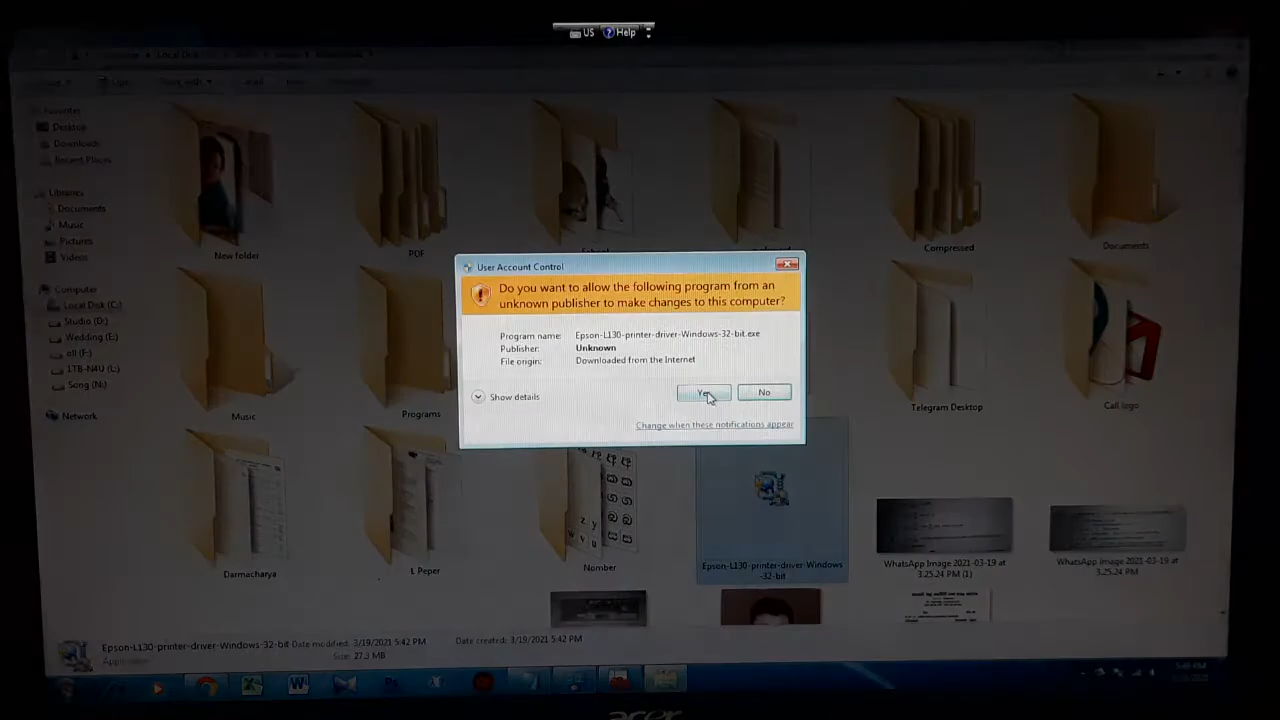 US Help
Local Disk
Favorites
Desktop
Downloads
Recent Places
Libraries
Documents
Music
Pictures
Videos
Computer
Local Disk (C:)
Studio (D:)
Wedding (E:)
all (F:)
1TB-N4U (L:)
Song (N:)
Network
New folder
PDF
Compressed
Documents
User Account Control
Do you want to allow the following program from an
unknown publisher to make changes to this computer?
Program name: Epson-L130-printer-driver-Windows-32-bit.exe
Publisher: Unknown
File origin: Downloaded from the Internet
Show details
Yes No
Change when these notifications appear
Music
Programs
Telegram Desktop
Call logo
Darmacharya
L Peper
z y
w v u
Nomber
Epson-L130-printer-driver-Windows
-32-bit
WhatsApp Image 2021-03-19 at
3.25.24 PM (1)
WhatsApp Image 2021-03-19 at
3.25.24 PM
Epson-L130-printer-driver-Windows-32-bit Date modified: 3/19/2021 5:42 PM Date created: 3/19/2021 5:42 PM
Application Size: 27.3 MB
acer